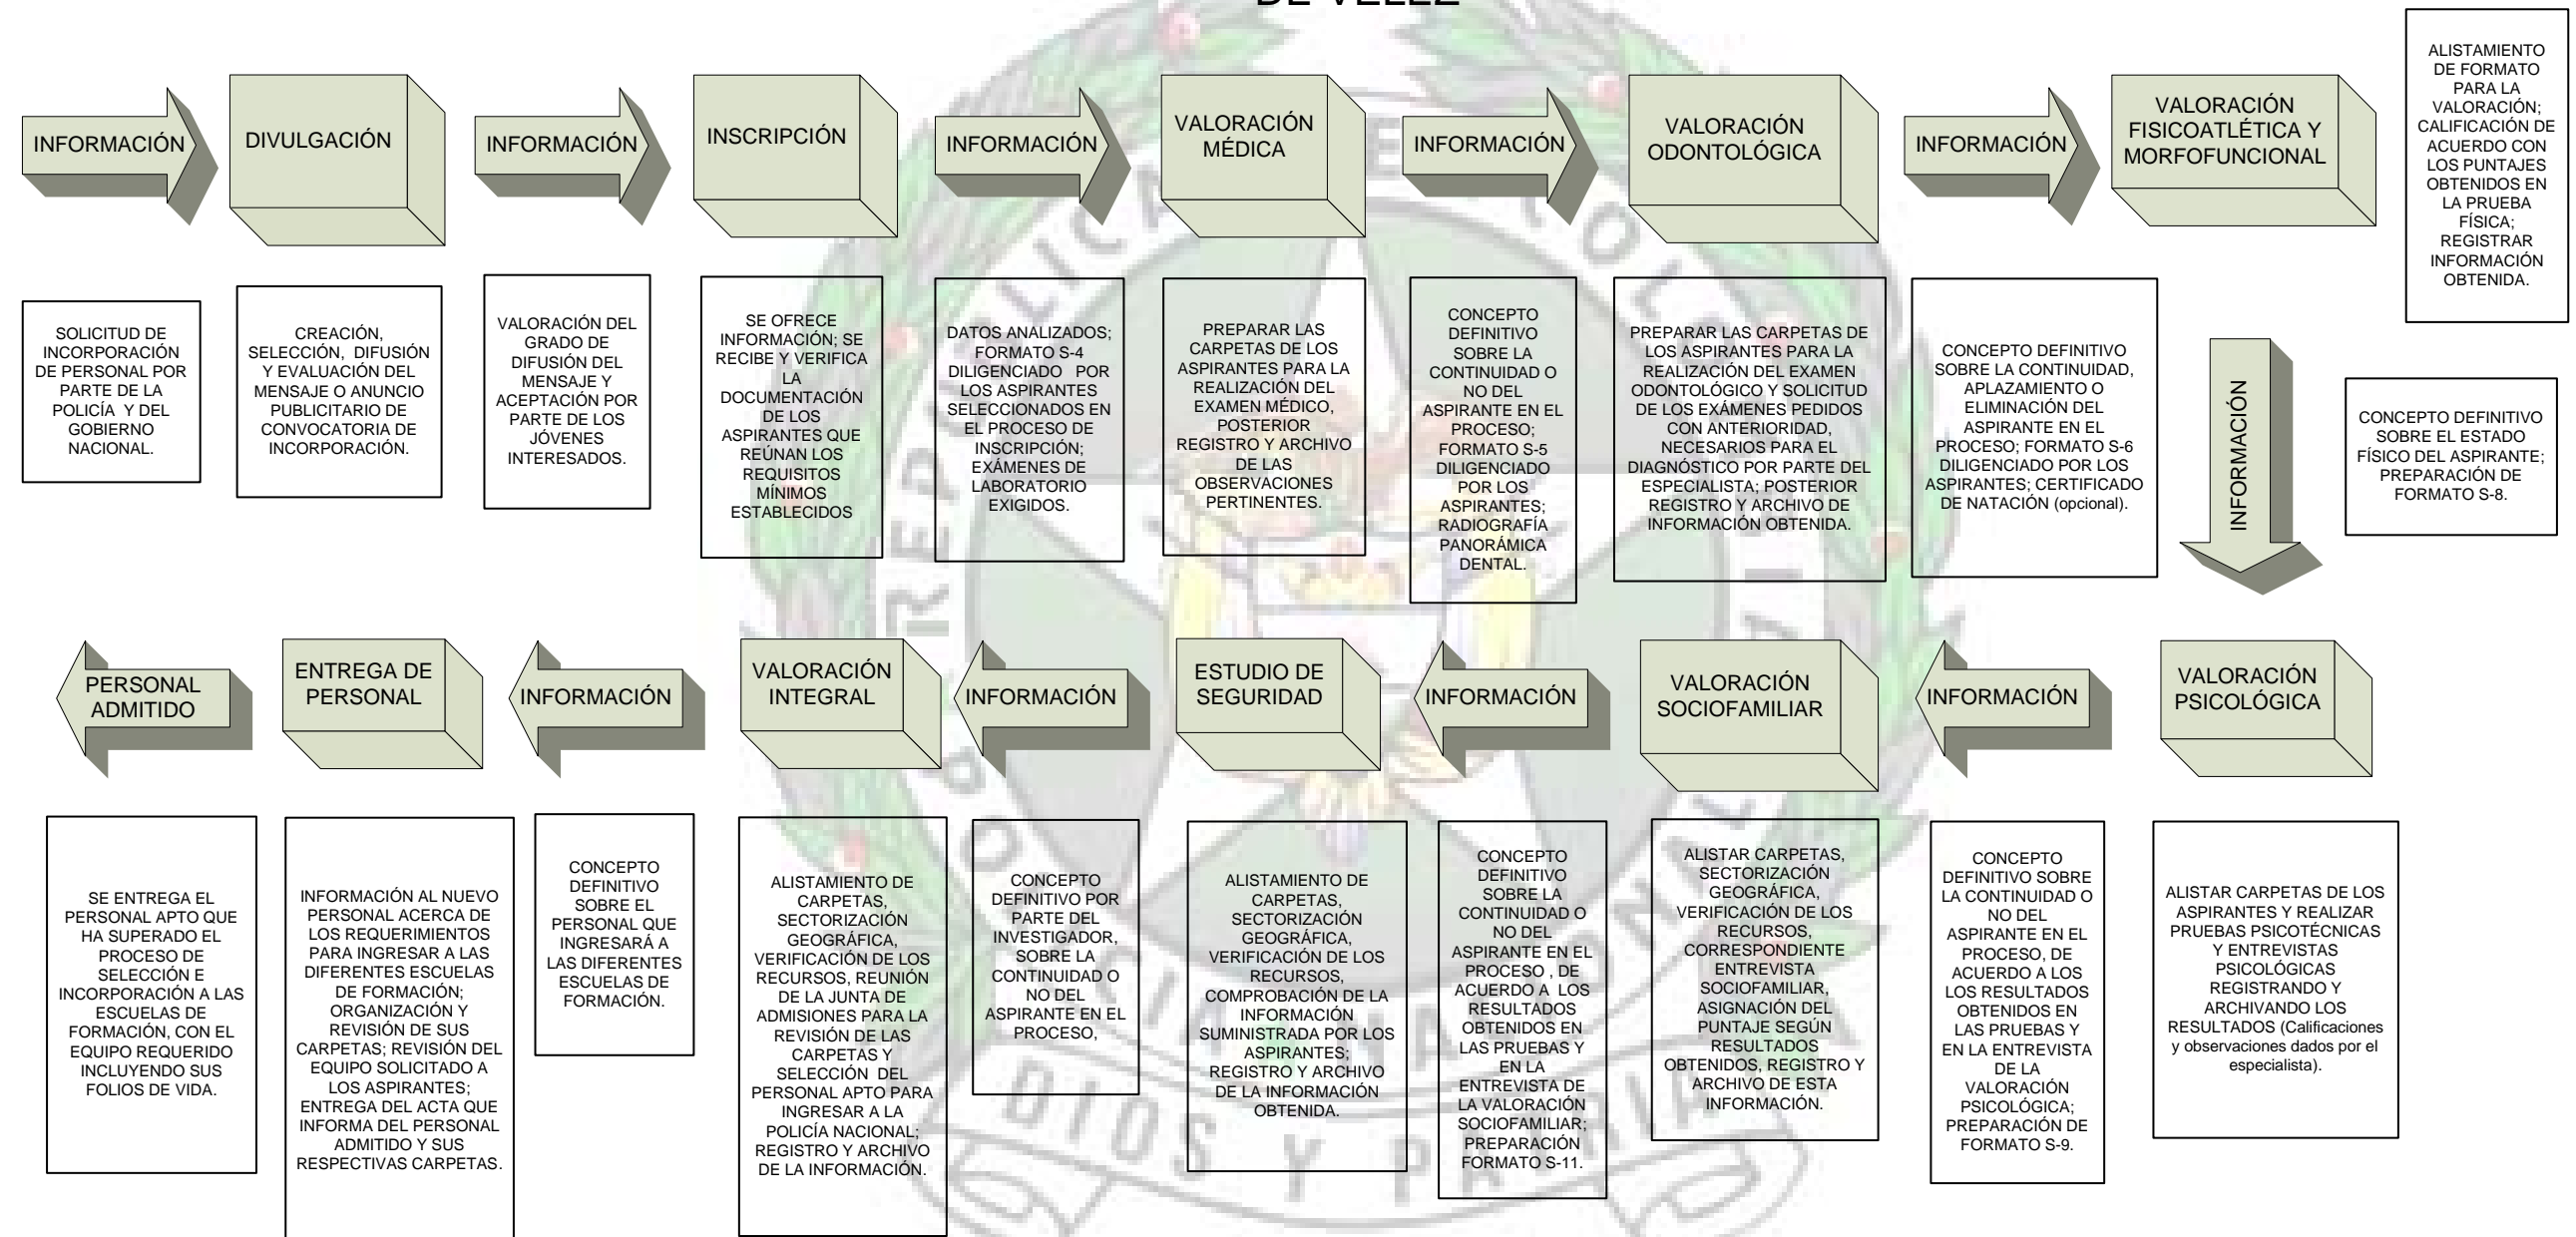 DE VÉLEZ
INFORMACIÓN
DIVULGACIÓN
INFORMACIÓN
INSCRIPCIÓN
INFORMACIÓN
VALORACIÓN
MÉDICA
INFORMACIÓN
VALORACIÓN
ODONTOLÓGICA
INFORMACIÓN
VALORACIÓN
FISICOATLÉTICA Y
MORFOFUNCIONAL
ALISTAMIENTO
DE FORMATO
PARA LA
VALORACIÓN;
CALIFICACIÓN DE
ACUERDO CON
LOS PUNTAJES
OBTENIDOS EN
LA PRUEBA
FÍSICA;
REGISTRAR
INFORMACIÓN
OBTENIDA.
SOLICITUD DE
INCORPORACIÓN
DE PERSONAL POR
PARTE DE LA
POLICÍA Y DEL
GOBIERNO
NACIONAL.
CREACIÓN,
SELECCIÓN, DIFUSIÓN
Y EVALUACIÓN DEL
MENSAJE O ANUNCIO
PUBLICITARIO DE
CONVOCATORIA DE
INCORPORACIÓN.
VALORACIÓN DEL
GRADO DE
DIFUSIÓN DEL
MENSAJE Y
ACEPTACIÓN POR
PARTE DE LOS
JÓVENES
INTERESADOS.
SE OFRECE
INFORMACIÓN; SE
RECIBE Y VERIFICA
LA
DOCUMENTACIÓN
DE LOS
ASPIRANTES QUE
REÚNAN LOS
REQUISITOS
MÍNIMOS
ESTABLECIDOS
DATOS ANALIZADOS;
FORMATO S-4
DILIGENCIADO POR
LOS ASPIRANTES
SELECCIONADOS EN
EL PROCESO DE
INSCRIPCIÓN;
EXÁMENES DE
LABORATORIO
EXIGIDOS.
PREPARAR LAS
CARPETAS DE LOS
ASPIRANTES PARA LA
REALIZACIÓN DEL
EXAMEN MÉDICO,
POSTERIOR
REGISTRO Y ARCHIVO
DE LAS
OBSERVACIONES
PERTINENTES.
CONCEPTO
DEFINITIVO
SOBRE LA
CONTINUIDAD O
NO DEL
ASPIRANTE EN EL
PROCESO;
FORMATO S-5
DILIGENCIADO
POR LOS
ASPIRANTES;
RADIOGRAFÍA
PANORÁMICA
DENTAL.
PREPARAR LAS CARPETAS DE
LOS ASPIRANTES PARA LA
REALIZACIÓN DEL EXAMEN
ODONTOLÓGICO Y SOLICITUD
DE LOS EXÁMENES PEDIDOS
CON ANTERIORIDAD,
NECESARIOS PARA EL
DIAGNÓSTICO POR PARTE DEL
ESPECIALISTA; POSTERIOR
REGISTRO Y ARCHIVO DE
INFORMACIÓN OBTENIDA.
CONCEPTO DEFINITIVO
SOBRE LA CONTINUIDAD,
APLAZAMIENTO O
ELIMINACIÓN DEL
ASPIRANTE EN EL
PROCESO; FORMATO S-6
DILIGENCIADO POR LOS
ASPIRANTES; CERTIFICADO
DE NATACIÓN (opcional).
INFORMACIÓN
CONCEPTO DEFINITIVO
SOBRE EL ESTADO
FÍSICO DEL ASPIRANTE;
PREPARACIÓN DE
FORMATO S-8.
PERSONAL
ADMITIDO
ENTREGA DE
PERSONAL
INFORMACIÓN
VALORACIÓN
INTEGRAL
INFORMACIÓN
ESTUDIO DE
SEGURIDAD
INFORMACIÓN
VALORACIÓN
SOCIOFAMILIAR
INFORMACIÓN
VALORACIÓN
PSICOLÓGICA
SE ENTREGA EL
PERSONAL APTO QUE
HA SUPERADO EL
PROCESO DE
SELECCIÓN E
INCORPORACIÓN A LAS
ESCUELAS DE
FORMACIÓN, CON EL
EQUIPO REQUERIDO
INCLUYENDO SUS
FOLIOS DE VIDA.
INFORMACIÓN AL NUEVO
PERSONAL ACERCA DE
LOS REQUERIMIENTOS
PARA INGRESAR A LAS
DIFERENTES ESCUELAS
DE FORMACIÓN;
ORGANIZACIÓN Y
REVISIÓN DE SUS
CARPETAS; REVISIÓN DEL
EQUIPO SOLICITADO A
LOS ASPIRANTES;
ENTREGA DEL ACTA QUE
INFORMA DEL PERSONAL
ADMITIDO Y SUS
RESPECTIVAS CARPETAS.
CONCEPTO
DEFINITIVO
SOBRE EL
PERSONAL QUE
INGRESARÁ A
LAS DIFERENTES
ESCUELAS DE
FORMACIÓN.
ALISTAMIENTO DE
CARPETAS,
SECTORIZACIÓN
GEOGRÁFICA,
VERIFICACIÓN DE LOS
RECURSOS, REUNIÓN
DE LA JUNTA DE
ADMISIONES PARA LA
REVISIÓN DE LAS
CARPETAS Y
SELECCIÓN DEL
PERSONAL APTO PARA
INGRESAR A LA
POLICÍA NACIONAL;
REGISTRO Y ARCHIVO
DE LA INFORMACIÓN.
CONCEPTO
DEFINITIVO POR
PARTE DEL
INVESTIGADOR,
SOBRE LA
CONTINUIDAD O
NO DEL
ASPIRANTE EN EL
PROCESO,
ALISTAMIENTO DE
CARPETAS,
SECTORIZACIÓN
GEOGRÁFICA,
VERIFICACIÓN DE LOS
RECURSOS,
COMPROBACIÓN DE LA
INFORMACIÓN
SUMINISTRADA POR LOS
ASPIRANTES;
REGISTRO Y ARCHIVO
DE LA INFORMACIÓN
OBTENIDA.
CONCEPTO
DEFINITIVO
SOBRE LA
CONTINUIDAD O
NO DEL
ASPIRANTE EN EL
PROCESO , DE
ACUERDO A LOS
RESULTADOS
OBTENIDOS EN
LAS PRUEBAS Y
EN LA
ENTREVISTA DE
LA VALORACIÓN
SOCIOFAMILIAR;
PREPARACIÓN
FORMATO S-11.
ALISTAR CARPETAS,
SECTORIZACIÓN
GEOGRÁFICA,
VERIFICACIÓN DE LOS
RECURSOS,
CORRESPONDIENTE
ENTREVISTA
SOCIOFAMILIAR,
ASIGNACIÓN DEL
PUNTAJE SEGÚN
RESULTADOS
OBTENIDOS, REGISTRO Y
ARCHIVO DE ESTA
INFORMACIÓN.
CONCEPTO
DEFINITIVO SOBRE
LA CONTINUIDAD O
NO DEL
ASPIRANTE EN EL
PROCESO, DE
ACUERDO A LOS
LOS RESULTADOS
OBTENIDOS EN
LAS PRUEBAS Y
EN LA ENTREVISTA
DE LA
VALORACIÓN
PSICOLÓGICA;
PREPARACIÓN DE
FORMATO S-9.
ALISTAR CARPETAS DE LOS
ASPIRANTES Y REALIZAR
PRUEBAS PSICOTÉCNICAS
Y ENTREVISTAS
PSICOLÓGICAS
REGISTRANDO Y
ARCHIVANDO LOS
RESULTADOS (Calificaciones
y observaciones dados por el
especialista).
DIOS Y PATRIA